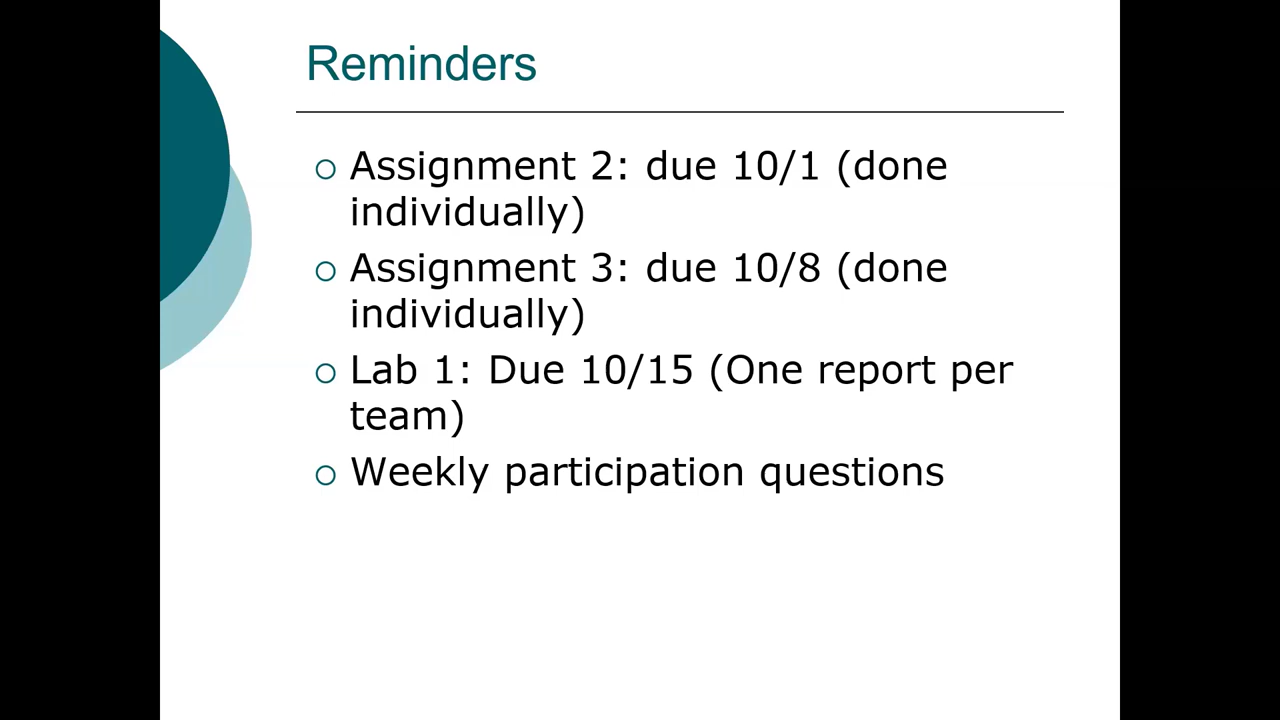 Reminders
Assignment 2: due 10/1 (done
individually)
Assignment 3: due 10/8 (done
individually)
Lab 1: Due 10/15 (One report per
team)
Weekly participation questions